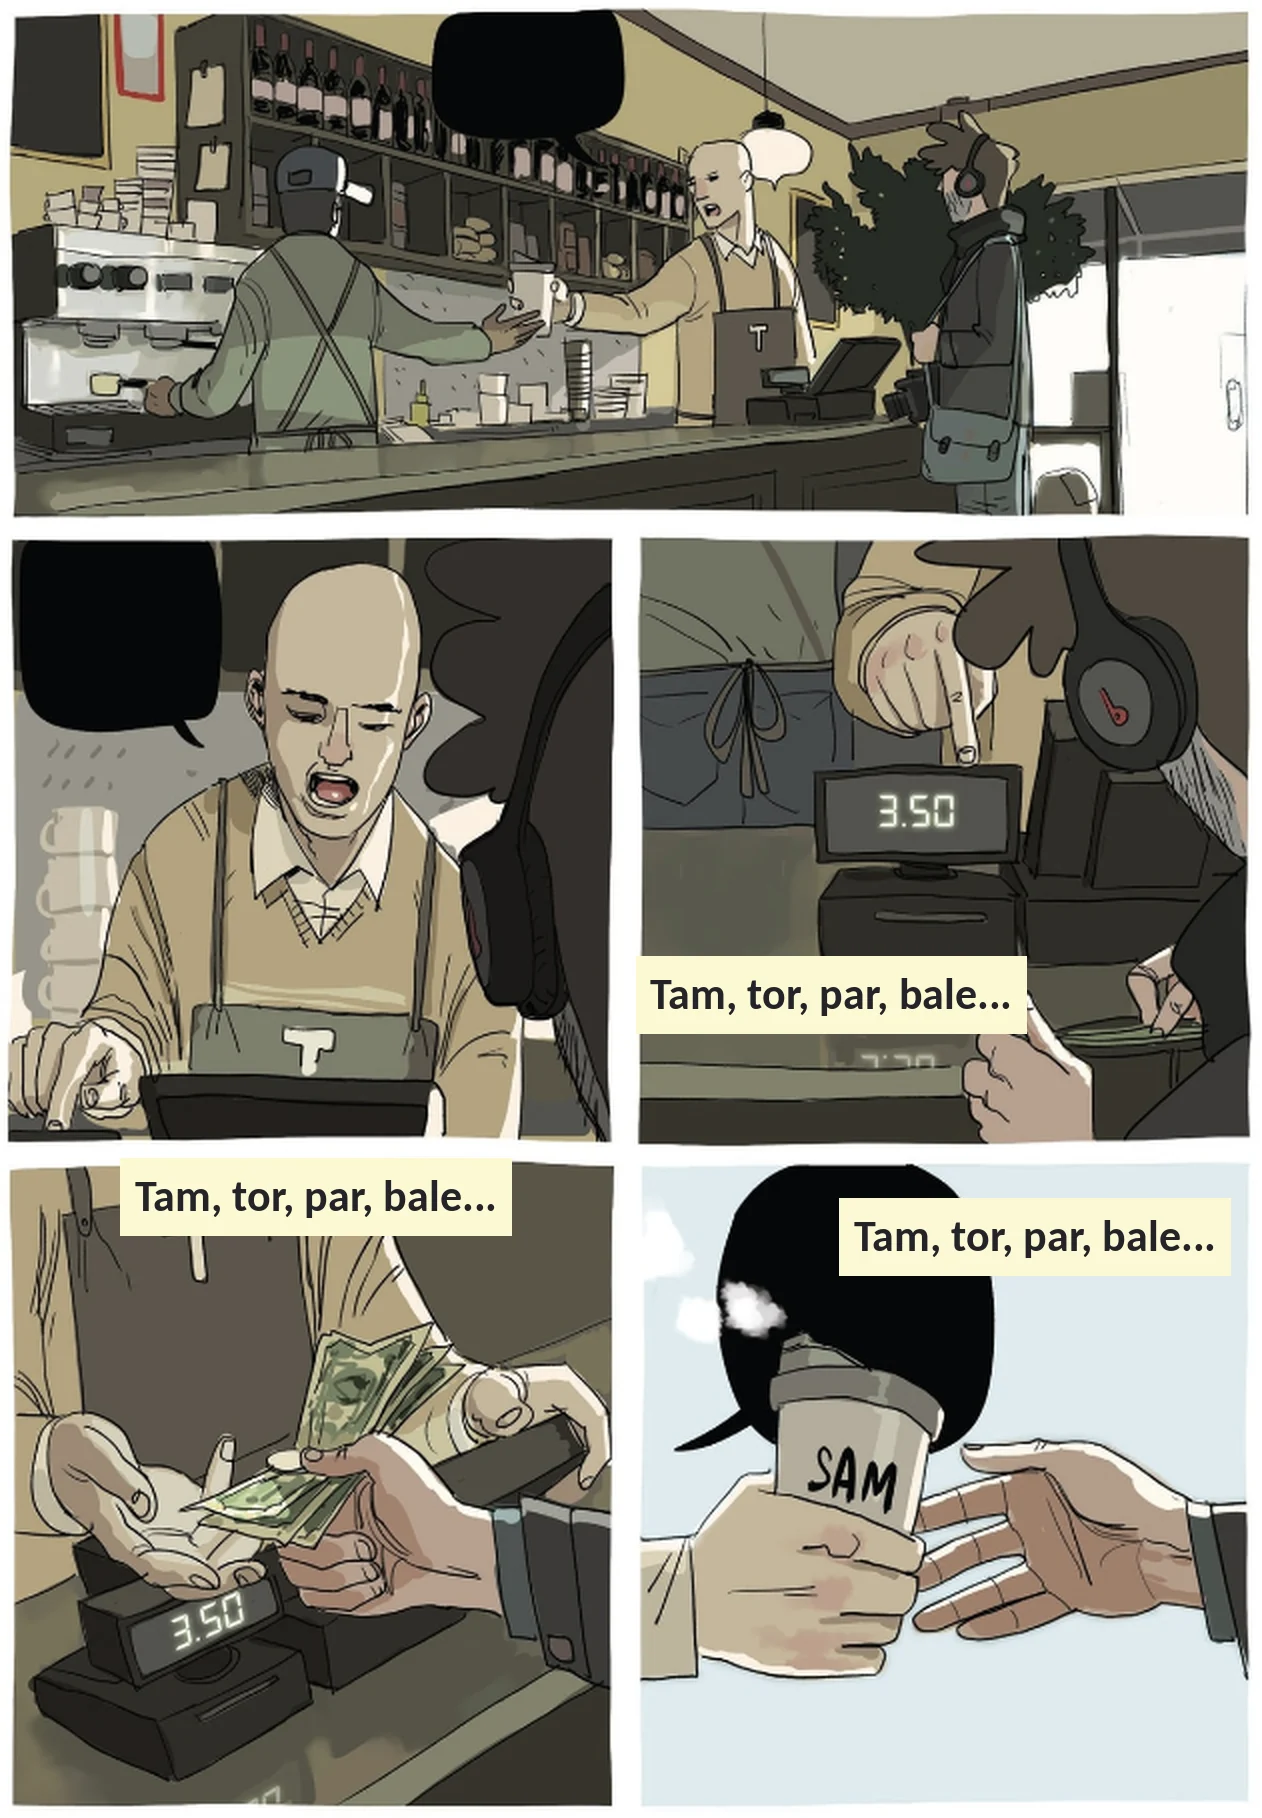 T
T
3.50
Tam, tor, par, bale...
Tam, tor, par, bale...
3.50
Tam, tor, par, bale...
SAM